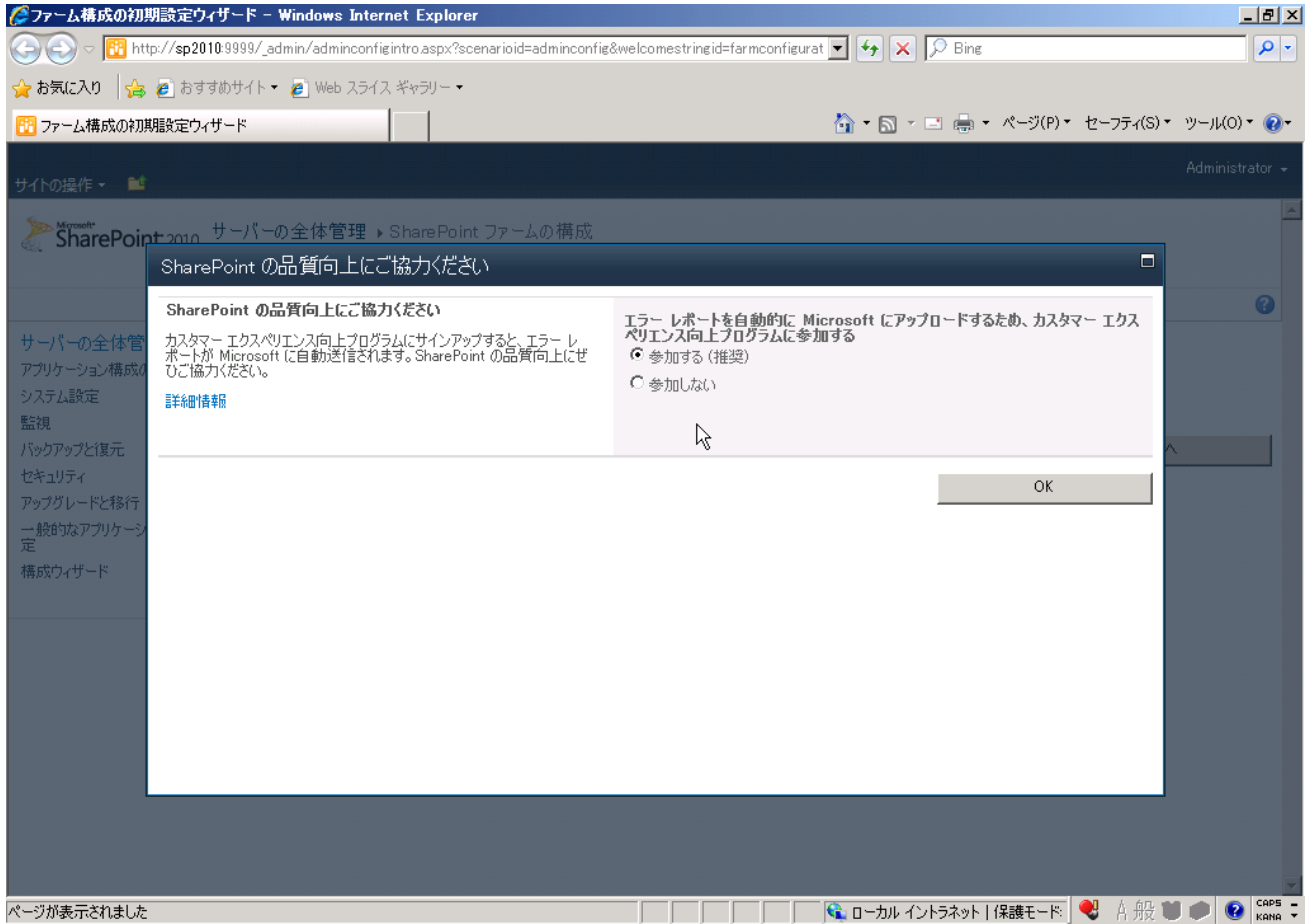 ファーム構成の初期設定ウィザード - Windows Internet Explorer
http://sp2010:9999/_admin/adminconfigintro.aspx?scenarioid=adminconfig&welcomestringid=farmconfigurat
Bing
お気に入り おすすめサイト Web スライス ギャラリー
ファーム構成の初期設定ウィザード ページ(P) セーフティ(S) ツール(O)
Administrator
サイトの操作
Microsoft SharePoint 2010 サーバーの全体管理 SharePoint ファームの構成
SharePoint の品質向上にご協力ください
SharePoint の品質向上にご協力ください
カスタマー エクスペリエンス向上プログラムにサインアップすると、エラー レ
ポートが Microsoft に自動送信されます。SharePoint の品質向上にぜ
ひご協力ください。
詳細情報
エラー レポートを自動的に Microsoft にアップロードするため、カスタマー エクス
ペリエンス向上プログラムに参加する
参加する (推奨)
参加しない
OK
サーバーの全体管
アプリケーション構成の
システム設定
監視
バックアップと復元
セキュリティ
アップグレードと移行
一般的なアプリケーシ
定
構成ウィザード
へ
ページが表示されました
ローカル イントラネット | 保護モード:
A 般
CAPS
KANA